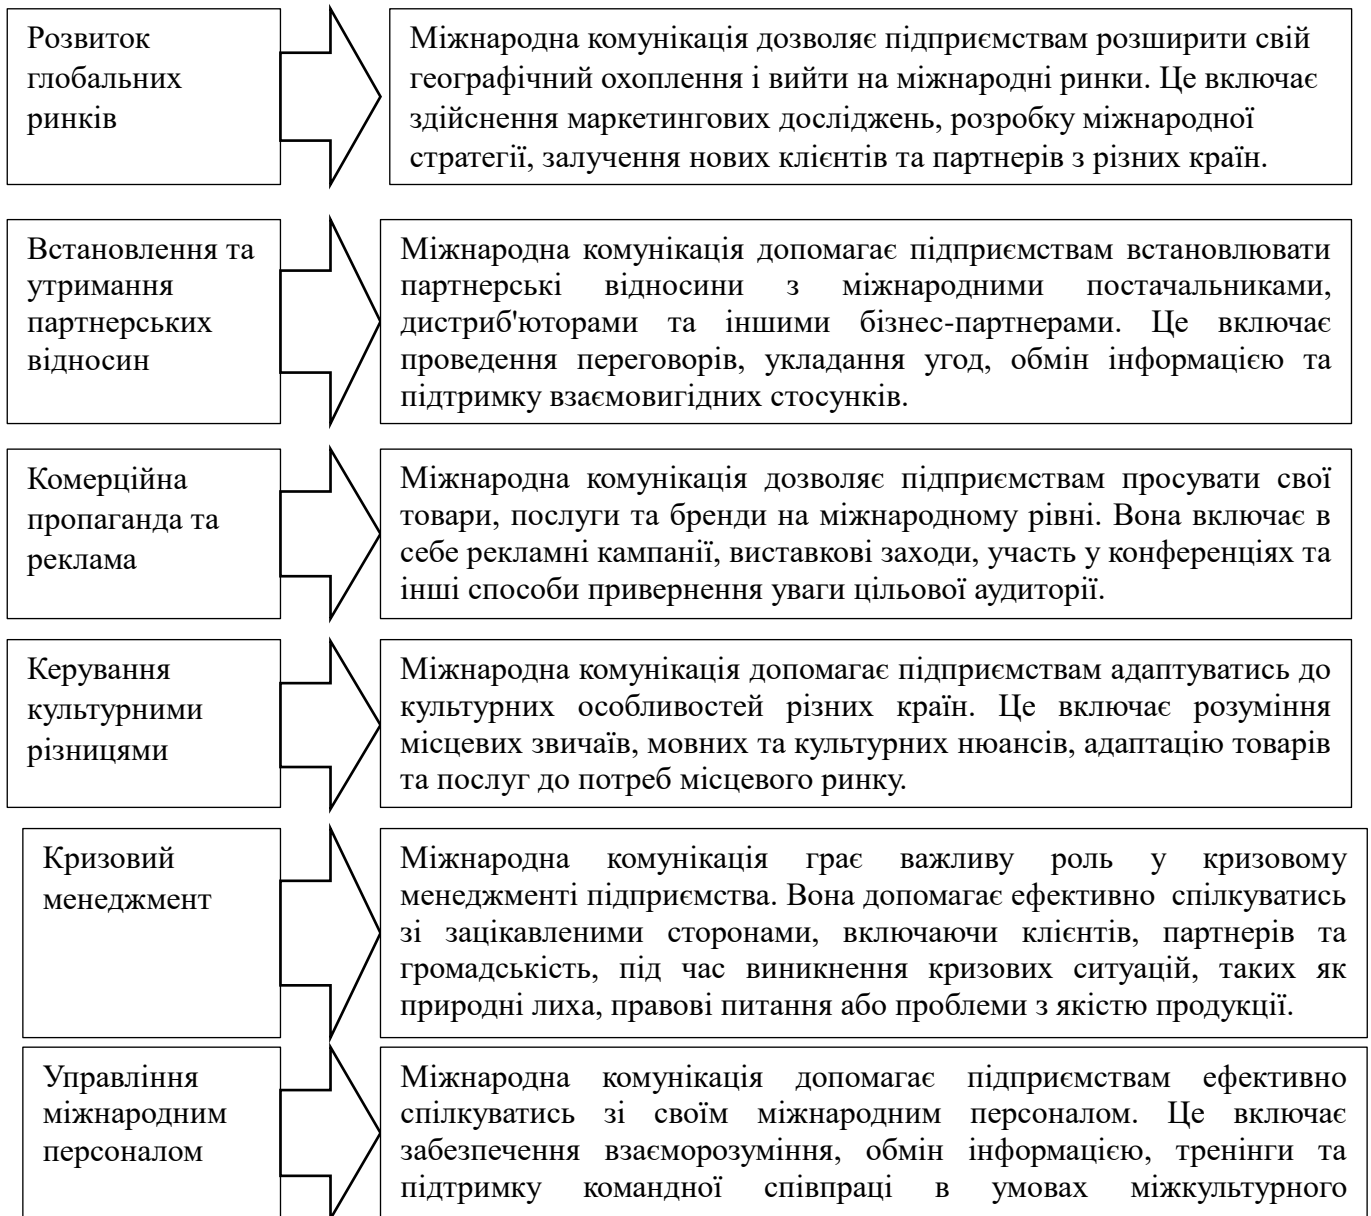 Розвиток
глобальних
ринків
Міжнародна комунікація дозволяє підприємствам розширити свій
географічний охоплення і вийти на міжнародні ринки. Це включає
здійснення маркетингових досліджень, розробку міжнародної
стратегії, залучення нових клієнтів та партнерів з різних країн.
Встановлення та
утримання
партнерських
відносин
Міжнародна комунікація допомагає підприємствам встановлювати
партнерські відносини з міжнародними постачальниками,
дистриб'юторами та іншими бізнес-партнерами. Це включає
проведення переговорів, укладання угод, обмін інформацією та
підтримку взаємовигідних стосунків.
Комерційна
пропаганда та
реклама
Міжнародна комунікація дозволяє підприємствам просувати свої
товари, послуги та бренди на міжнародному рівні. Вона включає в
себе рекламні кампанії, виставкові заходи, участь у конференціях та
інші способи привернення уваги цільової аудиторії.
Керування
культурними
різницями
Міжнародна комунікація допомагає підприємствам адаптуватись до
культурних особливостей різних країн. Це включає розуміння
місцевих звичаїв, мовних та культурних нюансів, адаптацію товарів
та послуг до потреб місцевого ринку.
Кризовий
менеджмент
Міжнародна комунікація грає важливу роль у кризовому
менеджменті підприємства. Вона допомагає ефективно спілкуватись
зі зацікавленими сторонами, включаючи клієнтів, партнерів та
громадськість, під час виникнення кризових ситуацій, таких як
природні лиха, правові питання або проблеми з якістю продукції.
Управління
міжнародним
персоналом
Міжнародна комунікація допомагає підприємствам ефективно
спілкуватись зі своїм міжнародним персоналом. Це включає
забезпечення взаєморозуміння, обмін інформацією, тренінги та
підтримку командної співпраці в умовах міжкультурного